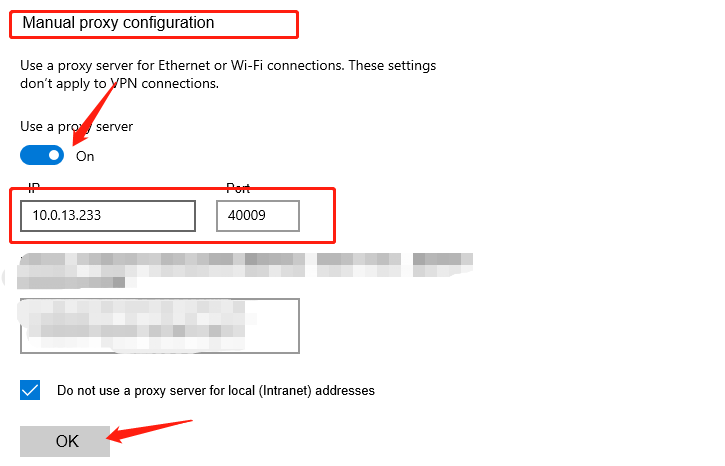 Manual proxy configuration
Use a proxy server for Ethernet or Wi-Fi connections. These settings
don't apply to VPN connections.
Use a proxy server
On
IP Port
10.0.13.233 40009
Do not use a proxy server for local (Intranet) addresses
OK